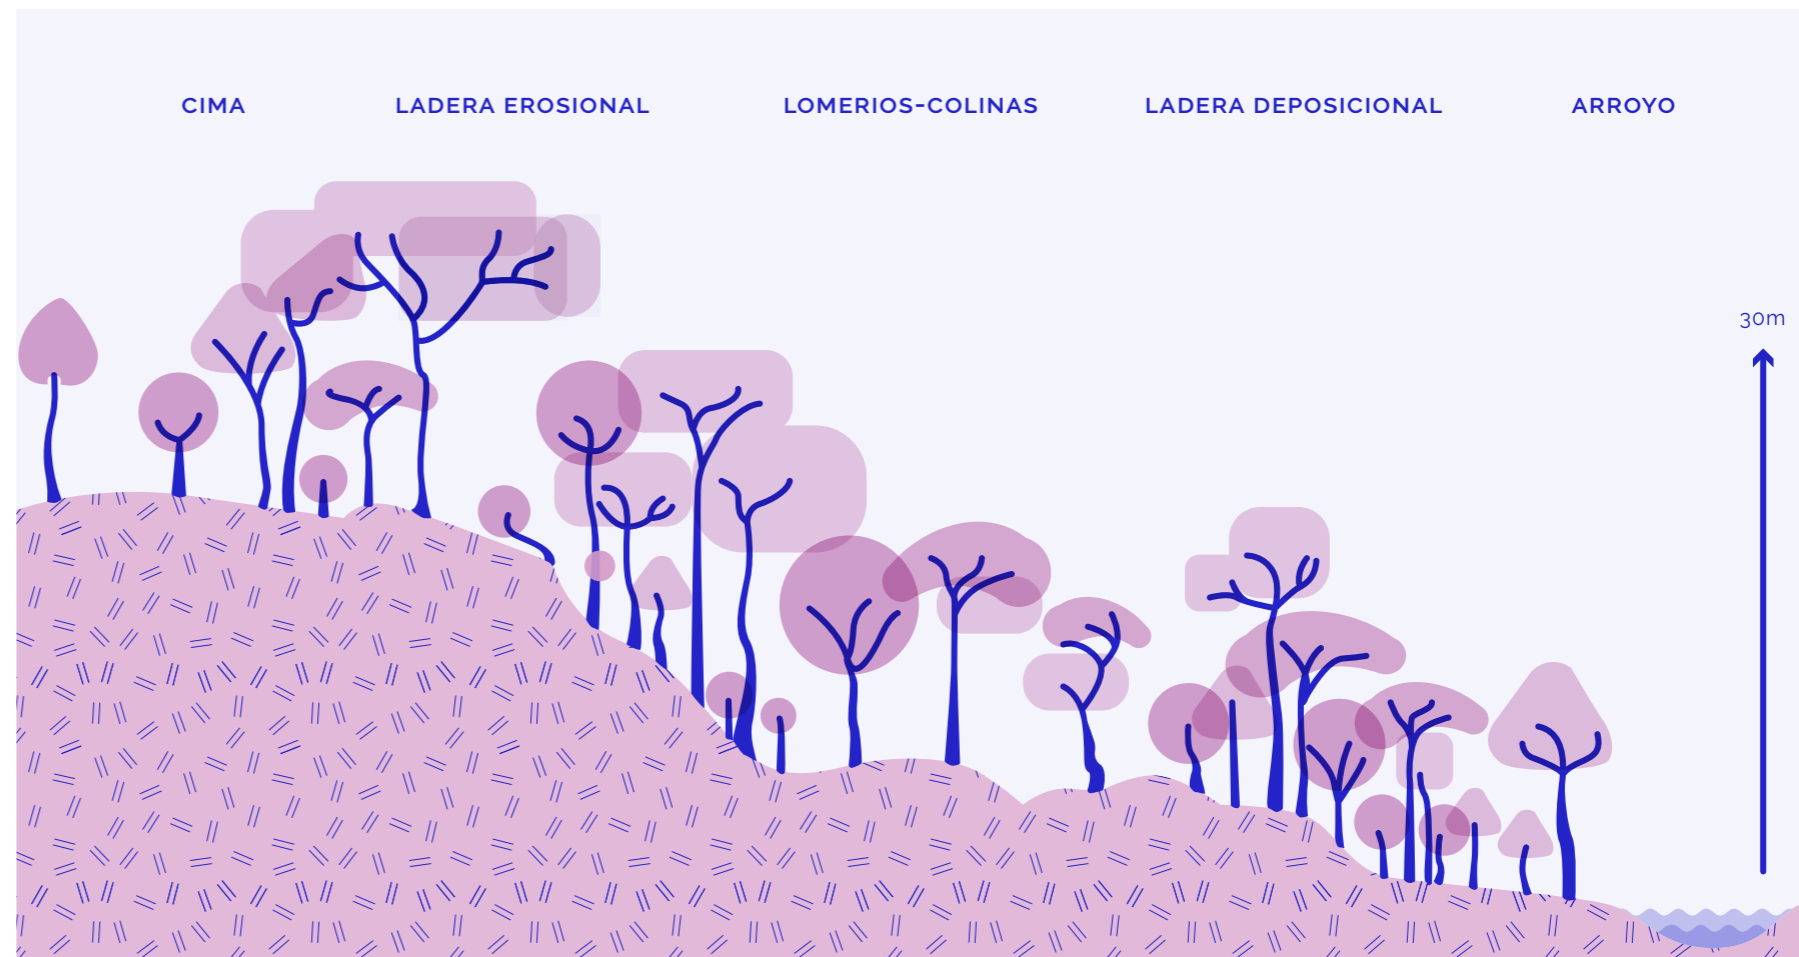 CIMA
LADERA EROSIONAL
LOMERIOS-COLINAS
LADERA DEPOSICIONAL
ARROYO
30m